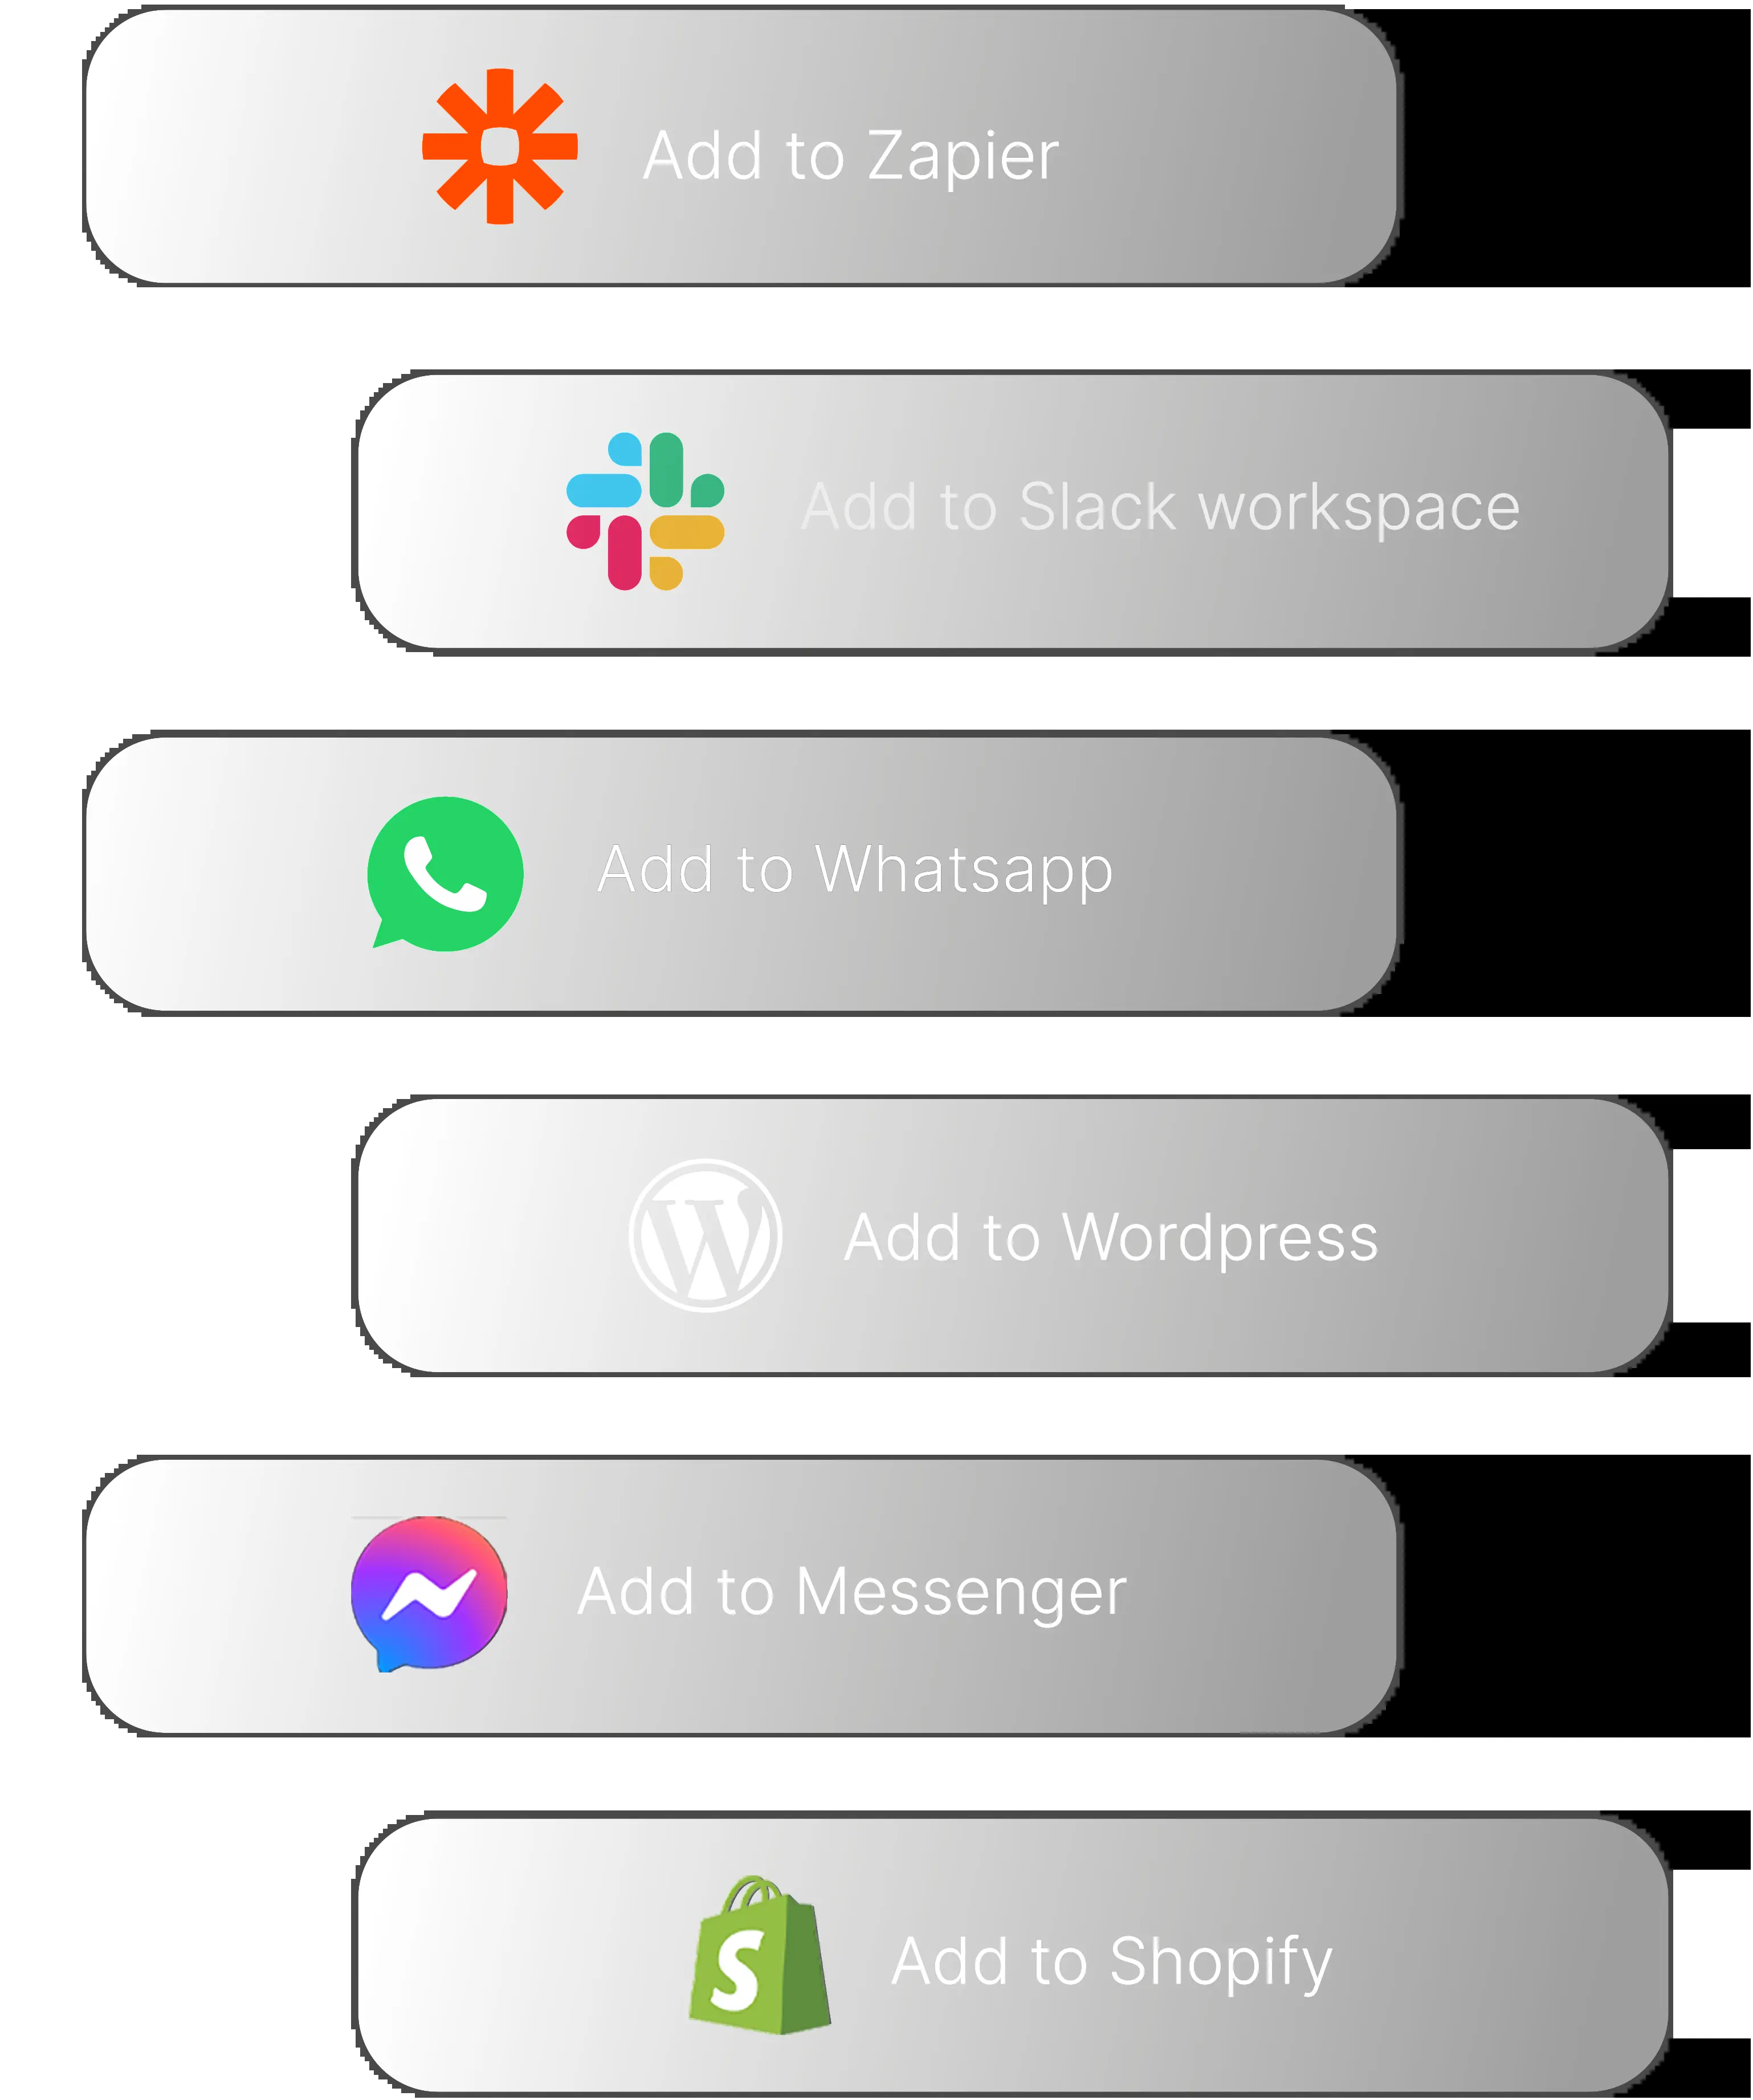 Add to Zapier
Add to Slack workspace
Add to Whatsapp
Add to Wordpress
Add to Messenger
Add to Shopify